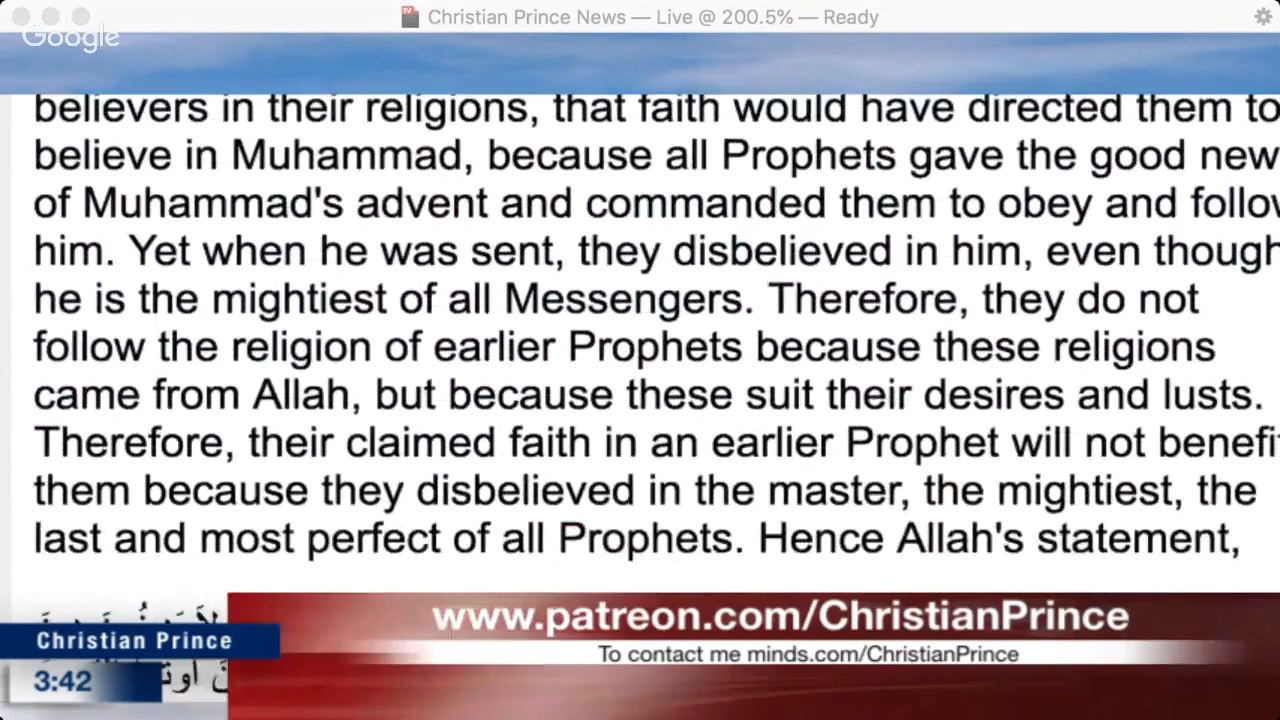 Christian Prince News — Live @ 200.5% — Ready
Google
believers in their religions, that faith would have directed them to
believe in Muhammad, because all Prophets gave the good new
of Muhammad's advent and commanded them to obey and follow
him. Yet when he was sent, they disbelieved in him, even though
he is the mightiest of all Messengers. Therefore, they do not
follow the religion of earlier Prophets because these religions
came from Allah, but because these suit their desires and lusts.
Therefore, their claimed faith in an earlier Prophet will not benefit
them because they disbelieved in the master, the mightiest, the
last and most perfect of all Prophets. Hence Allah's statement,
www.patreon.com/ChristianPrince
Christian Prince
To contact me minds.com/ChristianPrince
3:42